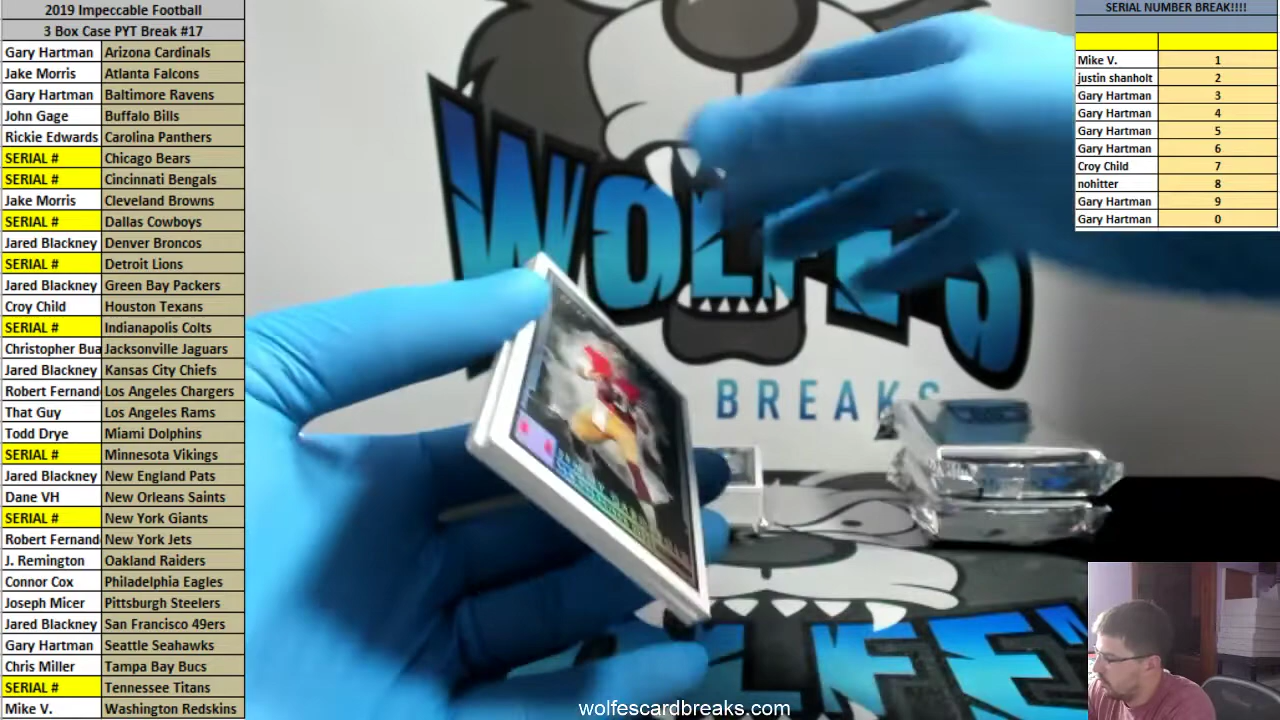 2019 Impeccable Football
3 Box Case PYT Break #17
Gary Hartman Arizona Cardinals
Jake Morris Atlanta Falcons
Gary Hartman Baltimore Ravens
John Gage Buffalo Bills
Rickie Edwards Carolina Panthers
SERIAL # Chicago Bears
SERIAL # Cincinnati Bengals
Jake Morris Cleveland Browns
SERIAL # Dallas Cowboys
Jared Blackney Denver Broncos
SERIAL # Detroit Lions
Jared Blackney Green Bay Packers
Croy Child Houston Texans
SERIAL # Indianapolis Colts
Christopher Bua Jacksonville Jaguars
Jared Blackney Kansas City Chiefs
Robert Fernand Los Angeles Chargers
That Guy Los Angeles Rams
Todd Drye Miami Dolphins
SERIAL # Minnesota Vikings
Jared Blackney New England Pats
Dane VH New Orleans Saints
SERIAL # New York Giants
Robert Fernand New York Jets
J. Remington Oakland Raiders
Connor Cox Philadelphia Eagles
Joseph Micer Pittsburgh Steelers
Jared Blackney San Francisco 49ers
Gary Hartman Seattle Seahawks
Chris Miller Tampa Bay Bucs
SERIAL # Tennessee Titans
Mike V. Washington Redskins
SERIAL NUMBER BREAK!!!!
Mike V. 1
justin shanholt 2
Gary Hartman 3
Gary Hartman 4
Gary Hartman 5
Gary Hartman 6
Croy Child 7
nohitter 8
Gary Hartman 9
Gary Hartman 0
WOLFE'S
BREAKS
wolfescardbreaks.com